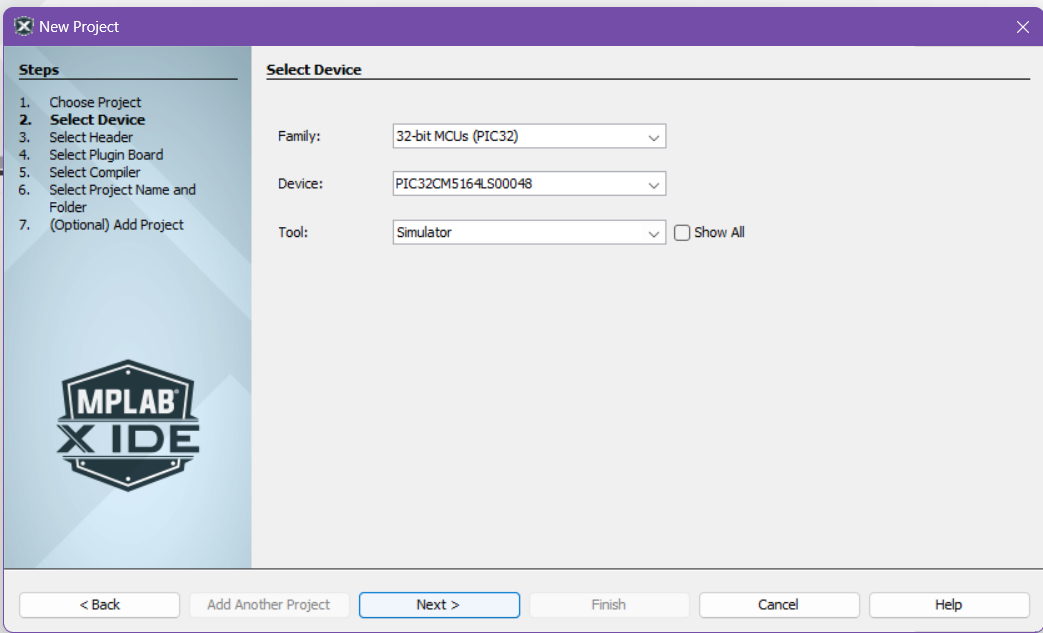 New Project
Steps
1. Choose Project
2. Select Device
3. Select Header
4. Select Plugin Board
5. Select Compiler
6. Select Project Name and
Folder
7. (Optional) Add Project
MPLAB®
X IDE
Select Device
Family: 32-bit MCUs (PIC32)
Device: PIC32CM5164LS00048
Tool: Simulator Show All
< Back Add Another Project Next > Finish Cancel Help